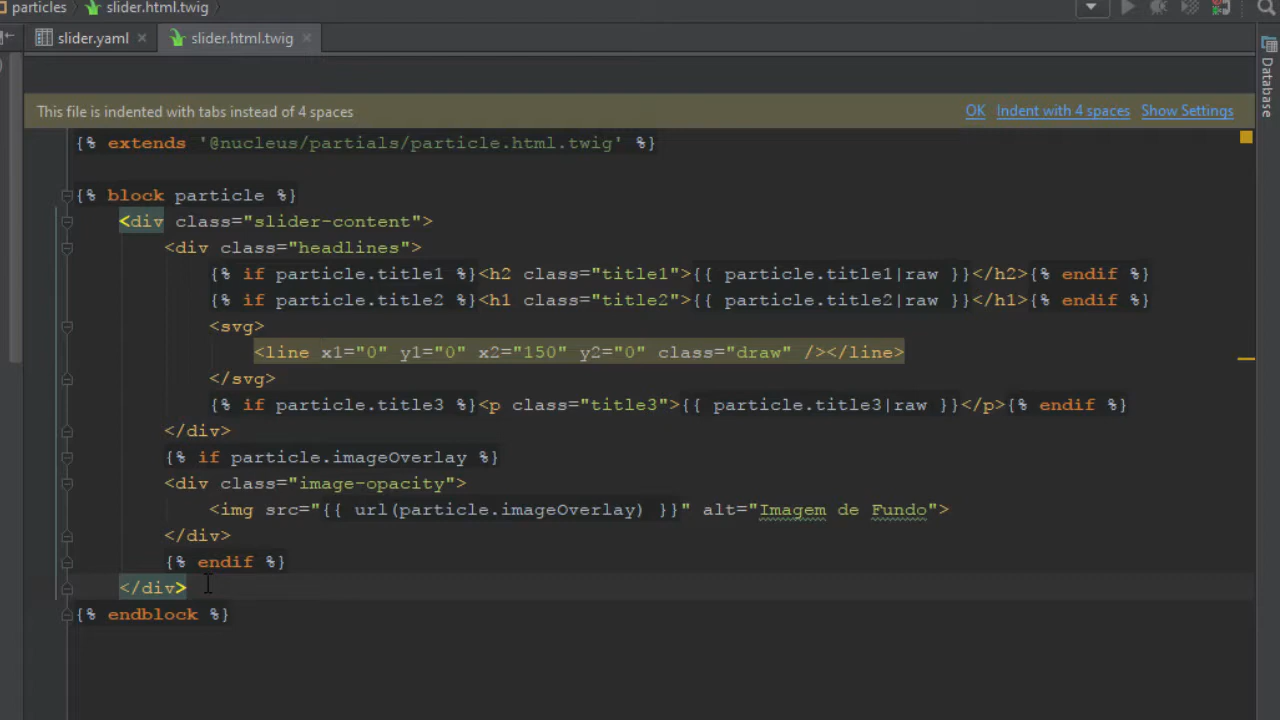 particles slider.html.twig
slider.yaml slider.html.twig
This file is indented with tabs instead of 4 spaces OK Indent with 4 spaces Show Settings
Database
{% extends '@nucleus/partials/particle.html.twig' %}
{% block particle %}
<div class="slider-content">
<div class="headlines">
{% if particle.title1 %}<h2 class="title1">{{ particle.title1|raw }}</h2>{% endif %}
{% if particle.title2 %}<h1 class="title2">{{ particle.title2|raw }}</h1>{% endif %}
<svg>
<line x1="0" y1="0" x2="150" y2="0" class="draw" /></line>
</svg>
{% if particle.title3 %}<p class="title3">{{ particle.title3|raw }}</p>{% endif %}
</div>
{% if particle.imageOverlay %}
<div class="image-opacity">
<img src="{{ url(particle.imageOverlay) }}" alt="Imagem de Fundo">
</div>
{% endif %}
</div>
{% endblock %}